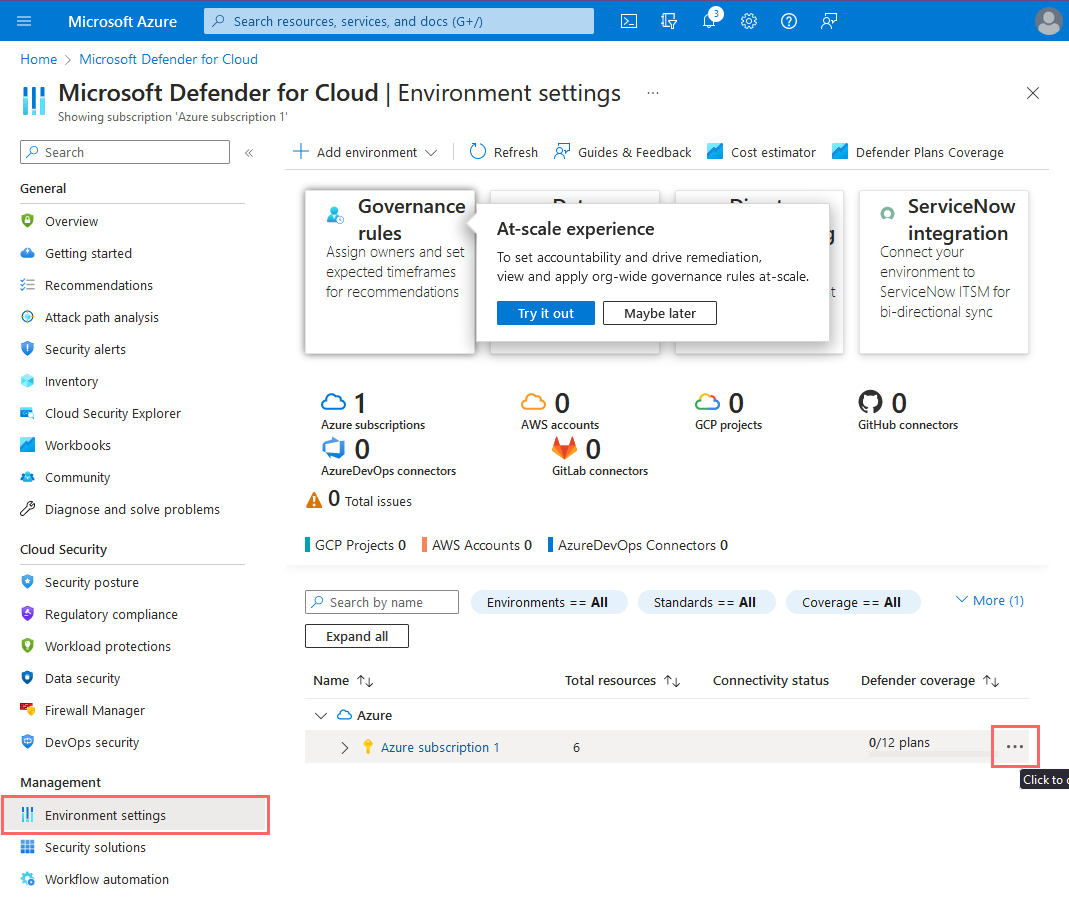 Microsoft Azure
Search resources, services, and docs (G+/)
3
Home > Microsoft Defender for Cloud
Microsoft Defender for Cloud | Environment settings ...
Showing subscription 'Azure subscription 1'
Search «
Add environment Refresh Guides & Feedback Cost estimator Defender Plans Coverage
General
Overview
Getting started
Recommendations
Attack path analysis
Security alerts
Inventory
Cloud Security Explorer
Workbooks
Community
Diagnose and solve problems
Cloud Security
Security posture
Regulatory compliance
Workload protections
Data security
Firewall Manager
DevOps security
Management
Environment settings
Security solutions
Workflow automation
Governance
rules
Assign owners and set
expected timeframes
for recommendations
At-scale experience
To set accountability and drive remediation,
view and apply org-wide governance rules at-scale.
Try it out Maybe later
ServiceNow
integration
Connect your
environment to
ServiceNow ITSM for
bi-directional sync
1
Azure subscriptions
0
AWS accounts
0
GCP projects
0
GitHub connectors
0
AzureDevOps connectors
0
GitLab connectors
0 Total issues
GCP Projects 0 AWS Accounts 0 AzureDevOps Connectors 0
Search by name Environments == All Standards == All Coverage == All More (1)
Expand all
Name ↑↓ Total resources ↑↓ Connectivity status Defender coverage ↑↓
Azure
Azure subscription 1 6 0/12 plans ...
Click to